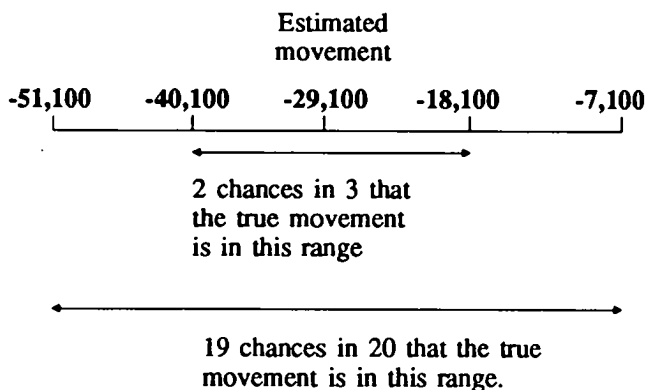 Estimated
movement
-51,100 -40,100 -29,100 -18,100 -7,100
2 chances in 3 that
the true movement
is in this range
19 chances in 20 that the true
movement is in this range.